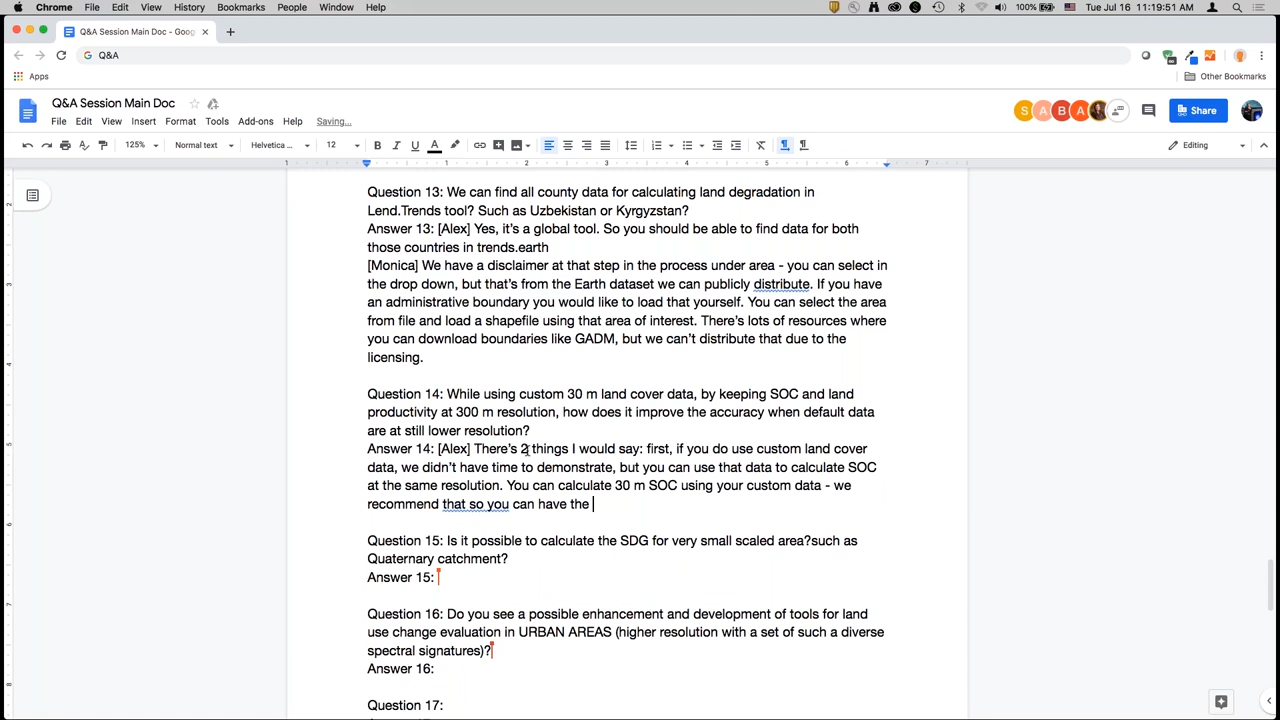 Chrome File Edit View History Bookmarks People Window Help 100% Tue Jul 16 11:19:51 AM
Q&A Session Main Doc - Goog
Q&A
Apps Other Bookmarks
Q&A Session Main Doc
S A B A Share
File Edit View Insert Format Tools Add-ons Help Saving...
125% Normal text Helvetica ... 12 B I U A Editing
1 1 2 3 4 5 6 7
Question 13: We can find all county data for calculating land degradation in
Lend.Trends tool? Such as Uzbekistan or Kyrgyzstan?
Answer 13: [Alex] Yes, it's a global tool. So you should be able to find data for both
those countries in trends.earth
[Monica] We have a disclaimer at that step in the process under area - you can select in
the drop down, but that's from the Earth dataset we can publicly distribute. If you have
an administrative boundary you would like to load that yourself. You can select the area
from file and load a shapefile using that area of interest. There's lots of resources where
you can download boundaries like GADM, but we can't distribute that due to the
licensing.
Question 14: While using custom 30 m land cover data, by keeping SOC and land
productivity at 300 m resolution, how does it improve the accuracy when default data
are at still lower resolution?
Answer 14: [Alex] There's 2 things I would say: first, if you do use custom land cover
data, we didn't have time to demonstrate, but you can use that data to calculate SOC
at the same resolution. You can calculate 30 m SOC using your custom data - we
recommend that so you can have the
Question 15: Is it possible to calculate the SDG for very small scaled area?such as
Quaternary catchment?
Answer 15:
Question 16: Do you see a possible enhancement and development of tools for land
use change evaluation in URBAN AREAS (higher resolution with a set of such a diverse
spectral signatures)?
Answer 16:
Question 17: